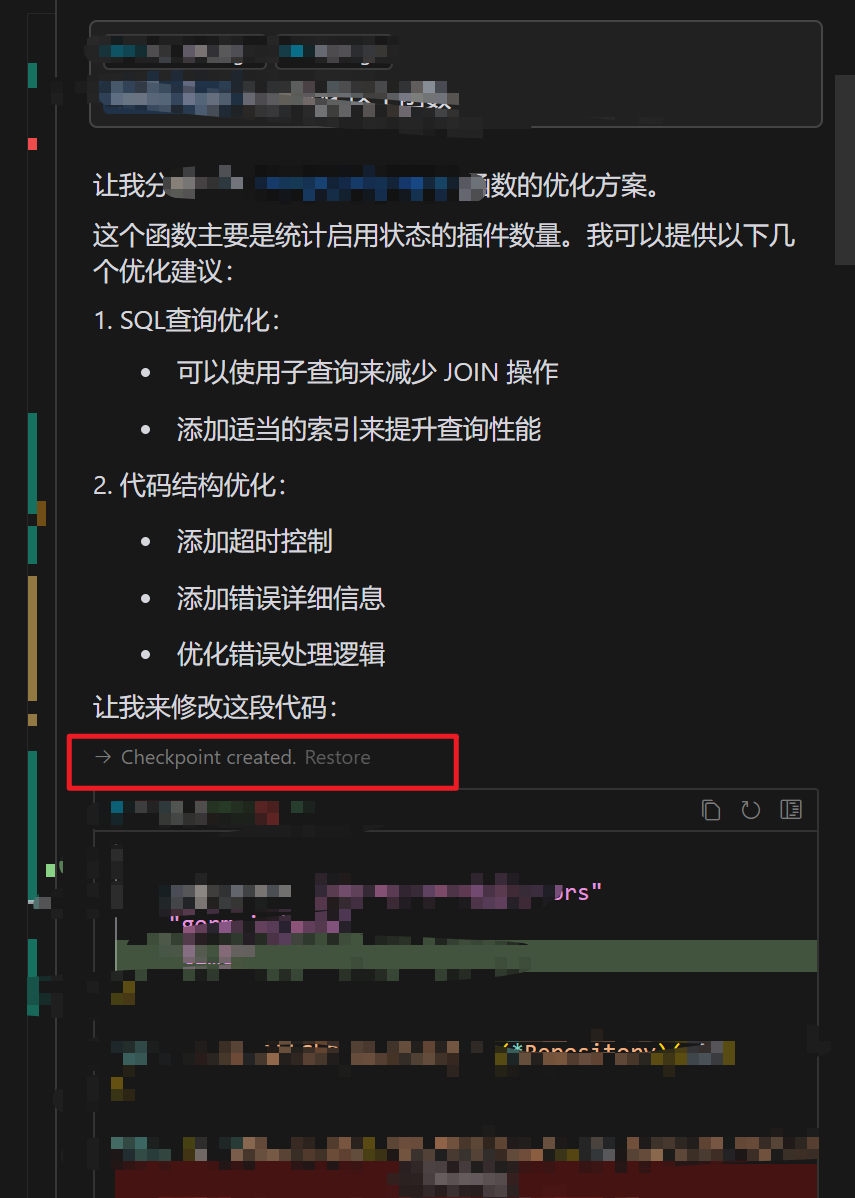 让我分
函数的优化方案。
这个函数主要是统计启用状态的插件数量。我可以提供以下几
个优化建议：
1. SQL查询优化：
• 可以使用子查询来减少 JOIN 操作
• 添加适当的索引来提升查询性能
2. 代码结构优化：
• 添加超时控制
• 添加错误详细信息
• 优化错误处理逻辑
让我来修改这段代码：
→ Checkpoint created. Restore
ors"
(*Repository)